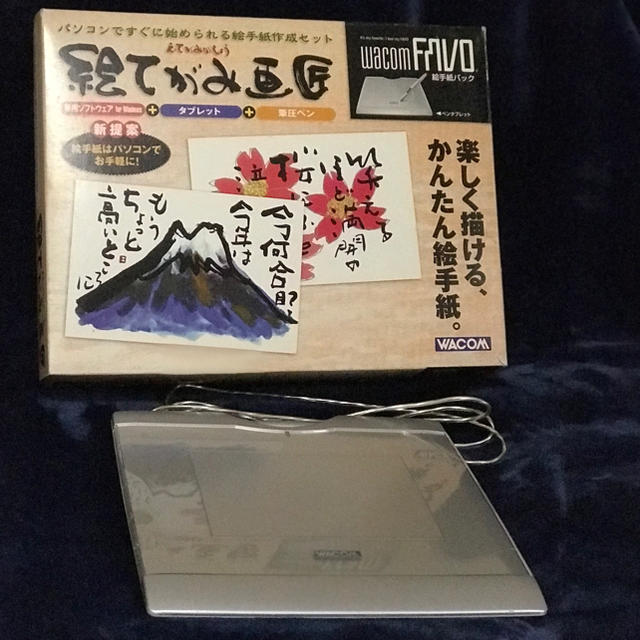 パソコンですぐに始められる絵手紙作成セット
えてがみがしょう
絵てがみ画匠
専用ソフトウェア for Windows + タブレット + 筆圧ペン
新提案
絵手紙はパソコンで
お手軽に!
wacom FAVO
絵手紙パック
◀ペンタブレット
楽しく描ける、
かんたん絵手紙。
もう
ちょっと
高いところに
今年は
WACOM
WACOM